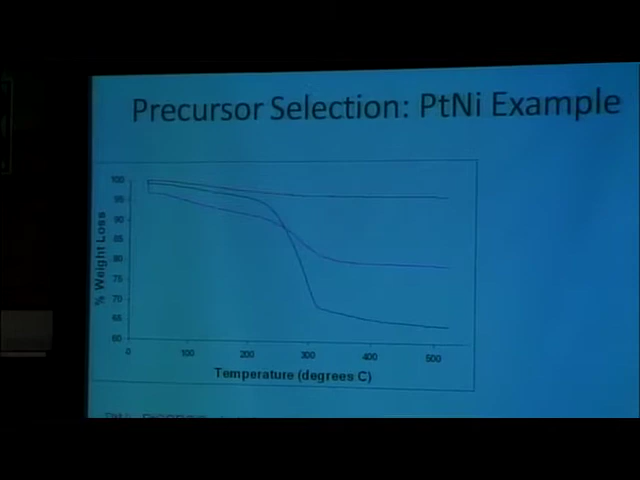 Precursor Selection: PtNi Example
100
95
90
85
80
75
70
65
60
% Weight Loss
0 100 200 300 400 500
Temperature (degrees C)